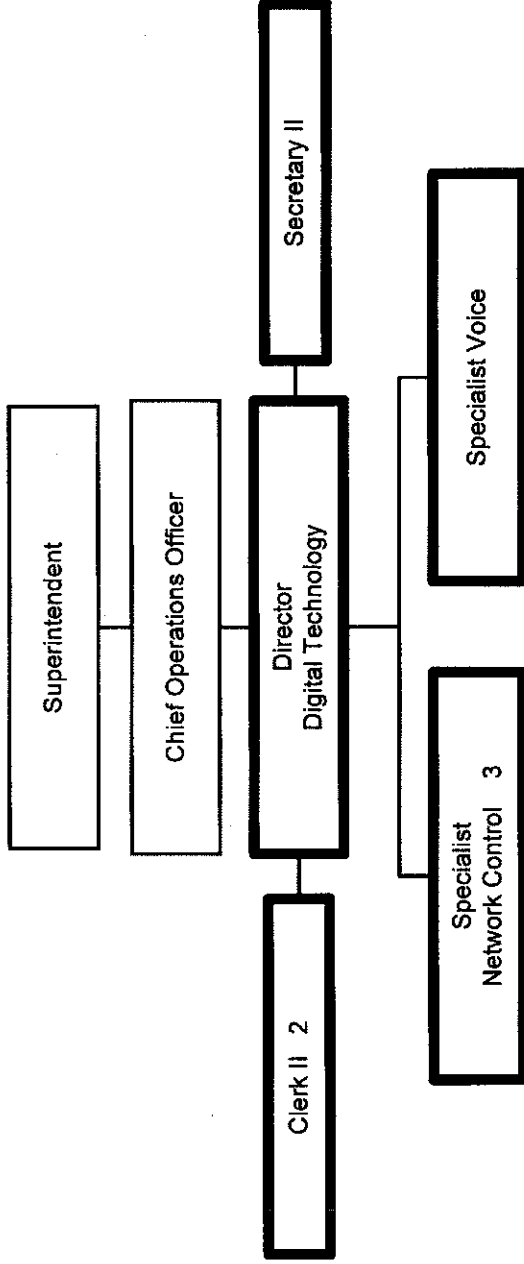 Superintendent
Chief Operations Officer
Clerk II 2
Director
Digital Technology
Secretary II
Specialist
Network Control 3
Specialist Voice